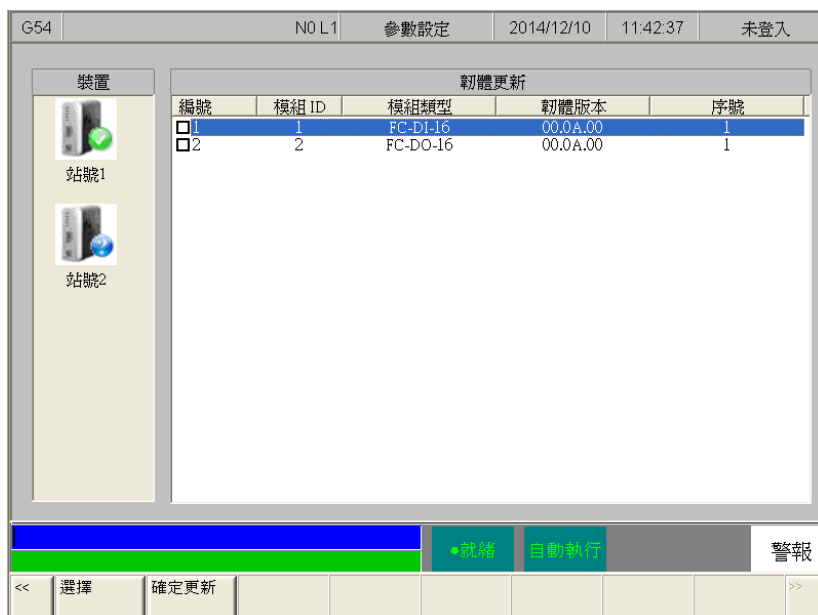 G54 N0 L1 參數設定 2014/12/10 11:42:37 未登入
裝置
站號1
站號2
韌體更新
編號 模組 ID 模組類型 韌體版本 序號
1 1 FC-DI-16 00.0A.00 1
2 2 FC-DO-16 00.0A.00 1
●就緒 自動執行 警報
<< 選擇 確定更新 >>